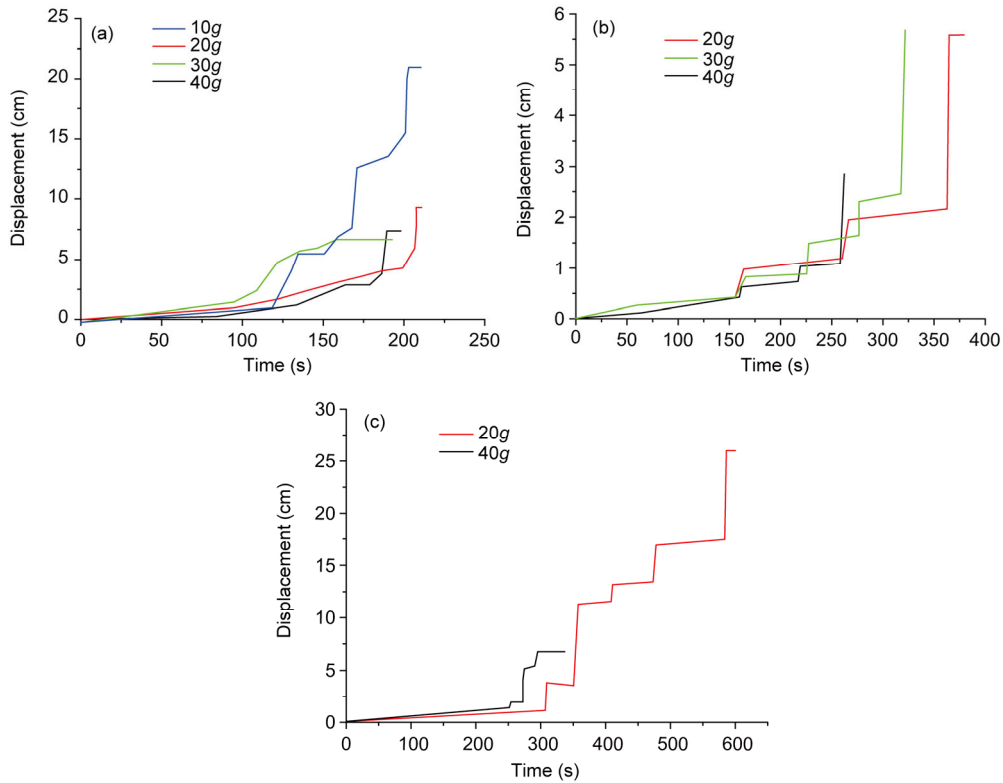 (a)
10g
20g
30g
40g
25
20
15
10
5
0
Displacement (cm)
0 50 100 150 200 250
Time (s)
(b)
20g
30g
40g
6
5
4
3
2
1
0
Displacement (cm)
0 50 100 150 200 250 300 350 400
Time (s)
(c)
20g
40g
30
25
20
15
10
5
0
Displacement (cm)
0 100 200 300 400 500 600
Time (s)